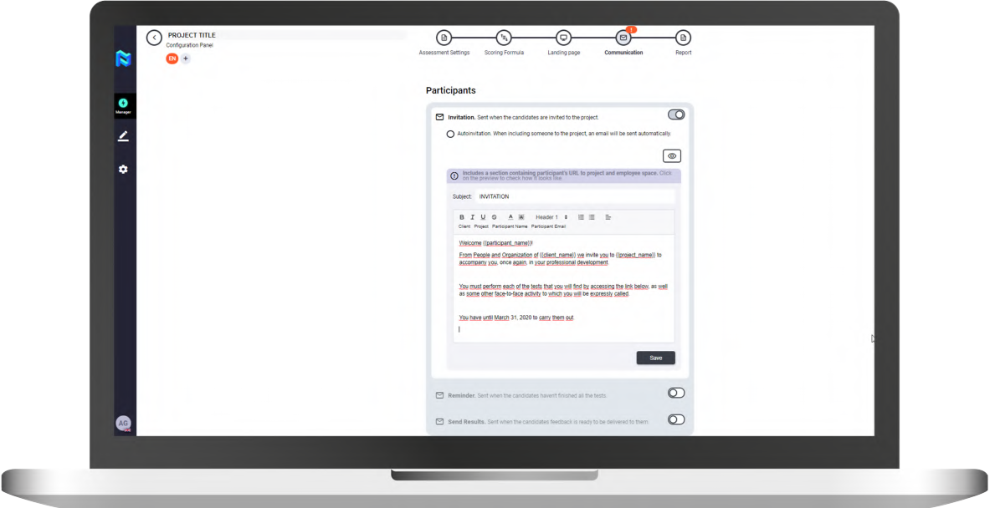 PROJECT TITLE
Configuration Panel
EN +
1
Assessment Settings Scoring Formula Landing page Communication Report
Manager
Participants
Invitation. Sent when the candidates are invited to the project.
Autoinvitation. When including someone to the project, an email will be sent automatically.
Includes a section containing participant's URL to project and employee space. Click
on the preview to check how it looks like.
Subject: INVITATION
B I U G A A Header 1
Client Project Participant Name Participant Email
Welcome {{participant_name}}!
From People and Organization of {{client_name}} we invite you to {{project_name}} to
accompany you, once again, in your professional development.
You must perform each of the tests that you will find by accessing the link below, as well
as some other face-to-face activity to which you will be expressly called.
You have until March 31, 2020 to carry them out.
Save
Reminder. Sent when the candidates haven't finished all the tests.
Send Results. Sent when the candidates feedback is ready to be delivered to them.
AG